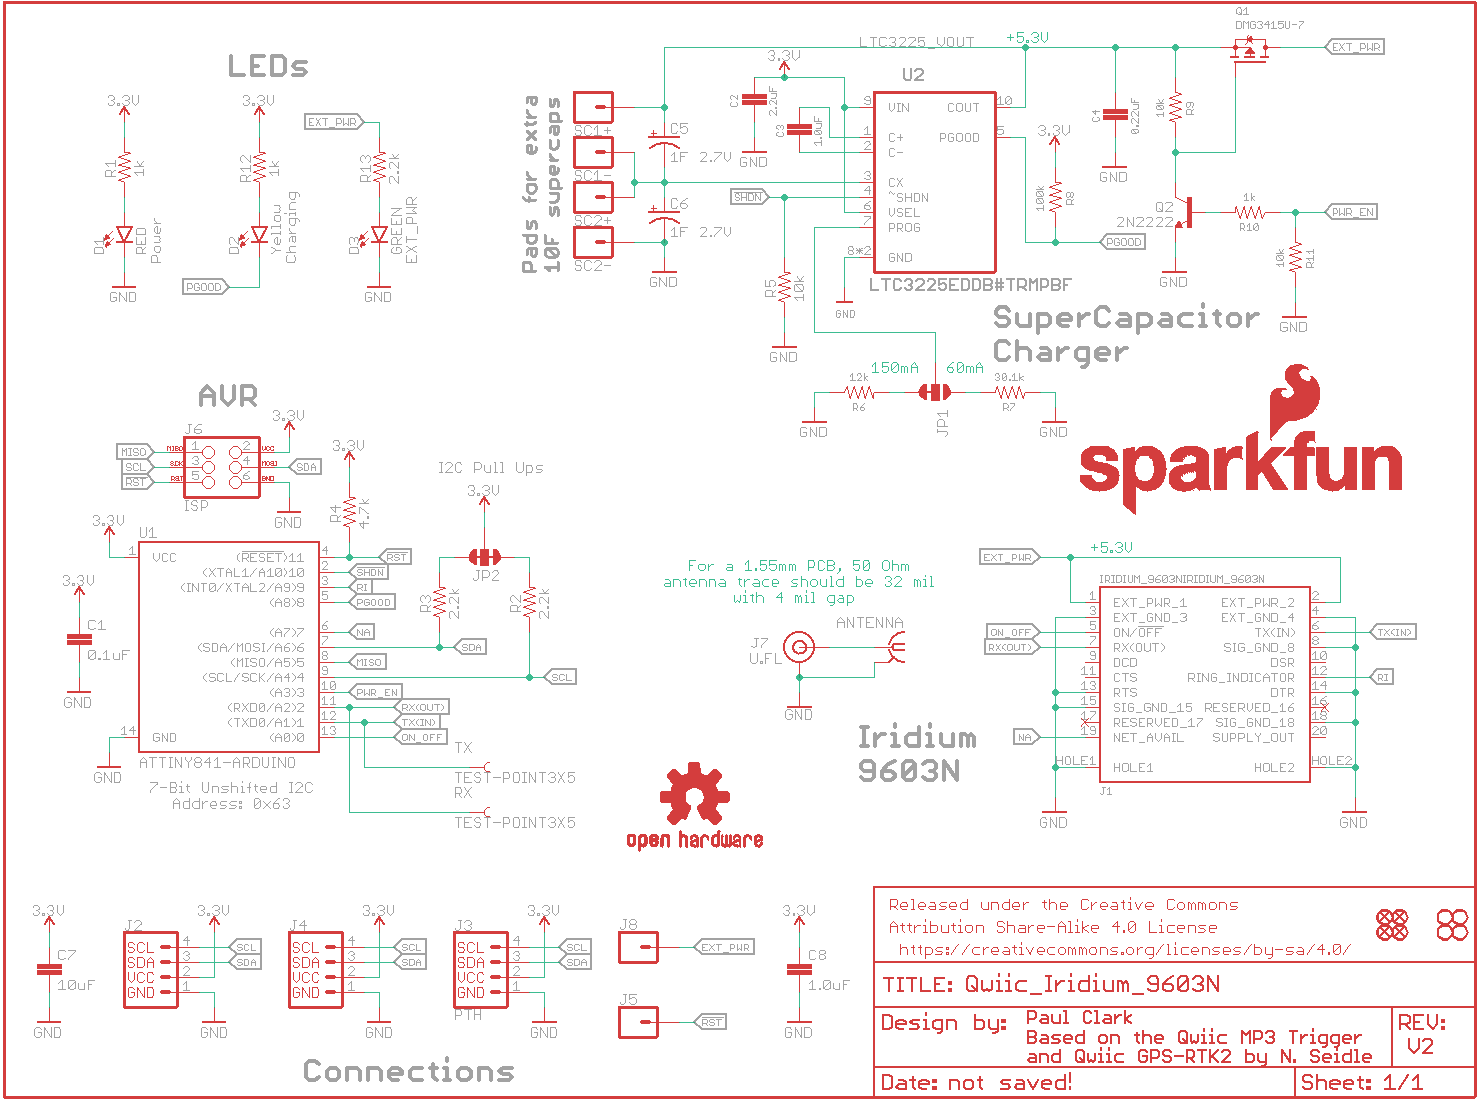 LEDs
3.3V
R1
1k
D1
RED
Power
GND
3.3V
R12
1k
D2
Yellow
Charging
PGOOD
EXT_PWR
R13
2.2k
D3
GREEN
EXT_PWR
GND
Pads for extra
10F supercaps
SC1+
SC1-
SC2+
SC2-
C5
1F 2.7V
C6
1F 2.7V
GND
LTC3225_VOUT
+5.3V
3.3V
C2
2.2uF
GND
C3
1.0uF
U2
9 VIN
COUT 10
1 C+
PGOOD 5
2 C-
3 CX
4 ~SHDN
6 VSEL
7 PROG
8*2 GND
LTC3225EDDB#TRMPBF
GND
SHDN
R5
10k
GND
3.3V
100k
R8
PGOOD
C4
0.22uF
GND
10k
R9
Q1
DMG3415U-7
EXT_PWR
Q2
2N2222
GND
1k
R10
PWR_EN
10k
R11
GND
SuperCapacitor
Charger
150mA 60mA
12k
R6
30.1k
R7
JP1
GND
GND
sparkfun
AVR
J6
3.3V
MISO
SCL
RST
MISO 1 2 VCC
SCK 3 4 MOSI
RST 5 6 GND
SDA
ISP
GND
3.3V
R4
4.7k
3.3V
U1
1 VCC
(RESET)11 4 RST
(XTAL1/A10)10 2 SHDN
(INT0/XTAL2/A9)9 3 RI
(A8)8 5 PGOOD
(A7)7 6 NA
(SDA/MOSI/A6)6 7 SDA
(MISO/A5)5 8 MISO
(SCL/SCK/A4)4 9 SCL
(A3)3 10 PWR_EN
(RXD0/A2)2 11 RX(OUT)
(TXD0/A1)1 12 TX(IN)
14 GND
(A0)0 13 ON_OFF
ATTINY841-ARDUINO
C1
0.1uF
GND
GND
7-Bit Unshifted I2C
Address: 0x63
TX
TEST-POINT3X5
RX
TEST-POINT3X5
I2C Pull Ups
3.3V
JP2
R3
2.2k
R2
2.2k
For a 1.55mm PCB, 50 Ohm
antenna trace should be 32 mil
with 4 mil gap
J7
U.FL
ANTENNA
GND
open hardware
Iridium
9603N
EXT_PWR
+5.3V
IRIDIUM_9603NIRIDIUM_9603N
1 EXT_PWR_1 EXT_PWR_2 2
3 EXT_GND_3 EXT_GND_4 4
ON_OFF 5 ON/OFF TX(IN) 6 TX(IN)
RX(OUT) 7 RX(OUT) SIG_GND_8 8
9 DCD DSR 10
11 CTS RING_INDICATOR 12 RI
13 RTS DTR 14
15 SIG_GND_15 RESERVED_16 16
17 RESERVED_17 SIG_GND_18 18
NA 19 NET_AVAIL SUPPLY_OUT 20
HOLE1 HOLE1 HOLE2 HOLE2
J1
GND
GND
3.3V
C7
10uF
GND
J2
SCL 4 SCL
SDA 3 SDA
VCC 2
GND 1
3.3V
GND
J4
SCL 4 SCL
SDA 3 SDA
VCC 2
GND 1
3.3V
GND
J3
SCL 4 SCL
SDA 3 SDA
VCC 2
GND 1
PTH
3.3V
GND
J8
EXT_PWR
J5
RST
3.3V
C8
1.0uF
GND
Connections
Released under the Creative Commons
Attribution Share-Alike 4.0 License
https://creativecommons.org/licenses/by-sa/4.0/
TITLE: Qwiic_Iridium_9603N
Design by: Paul Clark
Based on the Qwiic MP3 Trigger
and Qwiic GPS-RTK2 by N. Seidle
REV:
V2
Date: not saved!
Sheet: 1/1